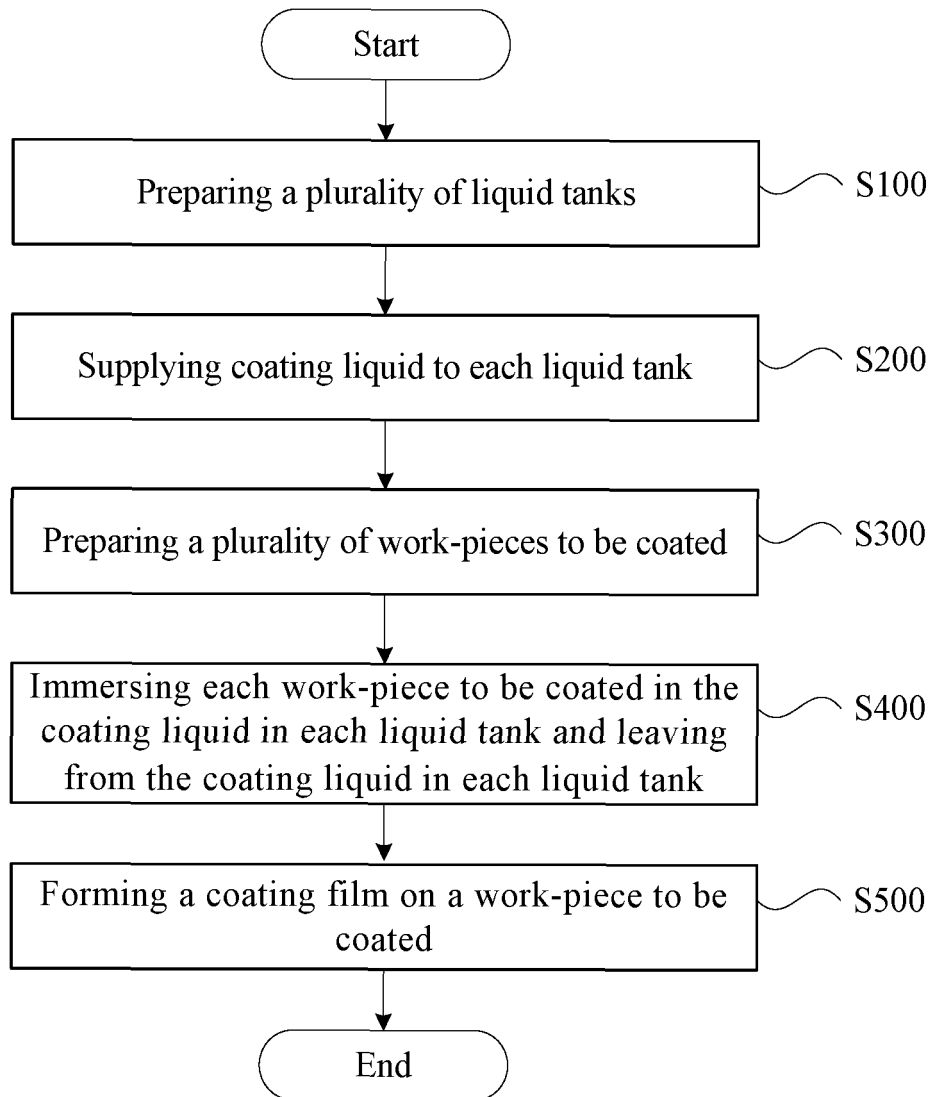 Start
Preparing a plurality of liquid tanks
S100
Supplying coating liquid to each liquid tank
S200
Preparing a plurality of work-pieces to be coated
S300
Immersing each work-piece to be coated in the
coating liquid in each liquid tank and leaving
from the coating liquid in each liquid tank
S400
Forming a coating film on a work-piece to be
coated
S500
End